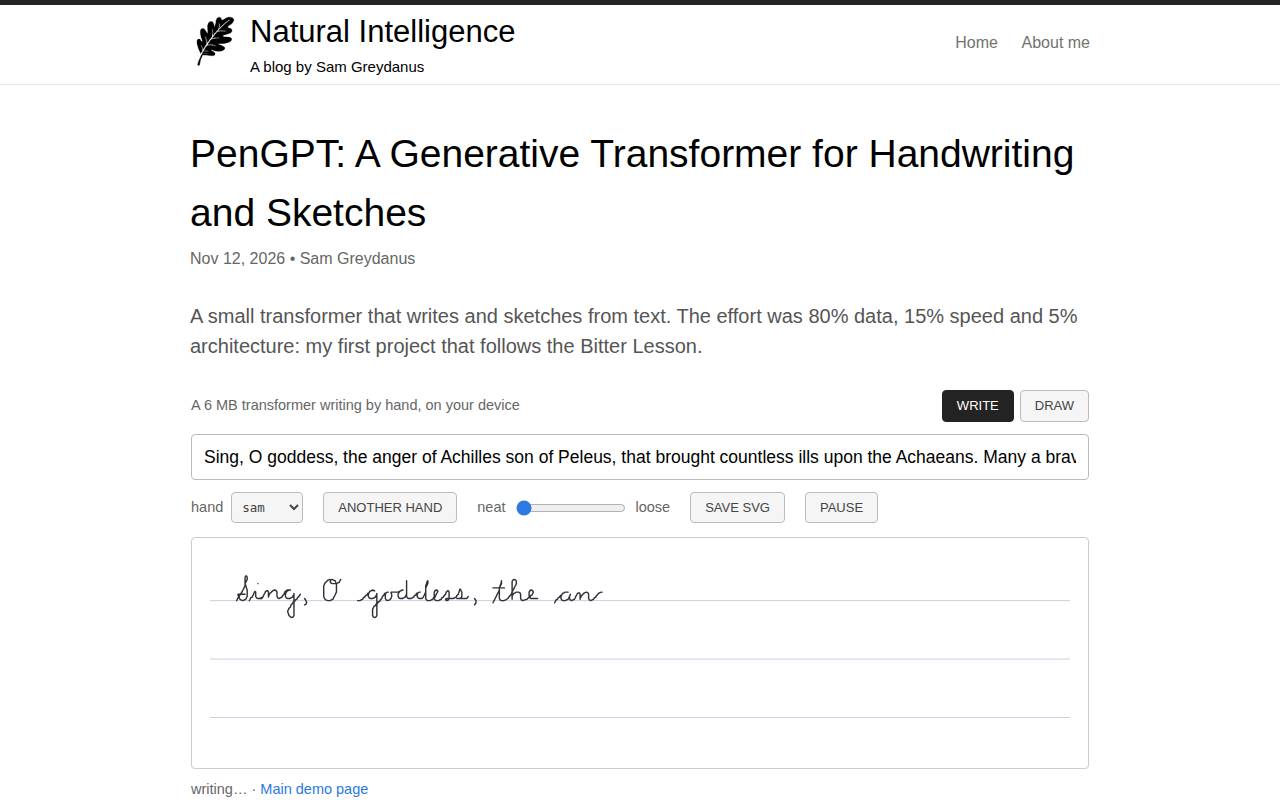 Natural Intelligence
A blog by Sam Greydanus
Home
About me
PenGPT: A Generative Transformer for Handwriting
and Sketches
Nov 12, 2026 • Sam Greydanus
A small transformer that writes and sketches from text. The effort was 80% data, 15% speed and 5%
architecture: my first project that follows the Bitter Lesson.
A 6 MB transformer writing by hand, on your device
WRITE
DRAW
Sing, O goddess, the anger of Achilles son of Peleus, that brought countless ills upon the Achaeans. Many a
hand
sam
ANOTHER HAND
neat
loose
SAVE SVG
PAUSE
Sing, O goddess, the an
writing… · Main demo page